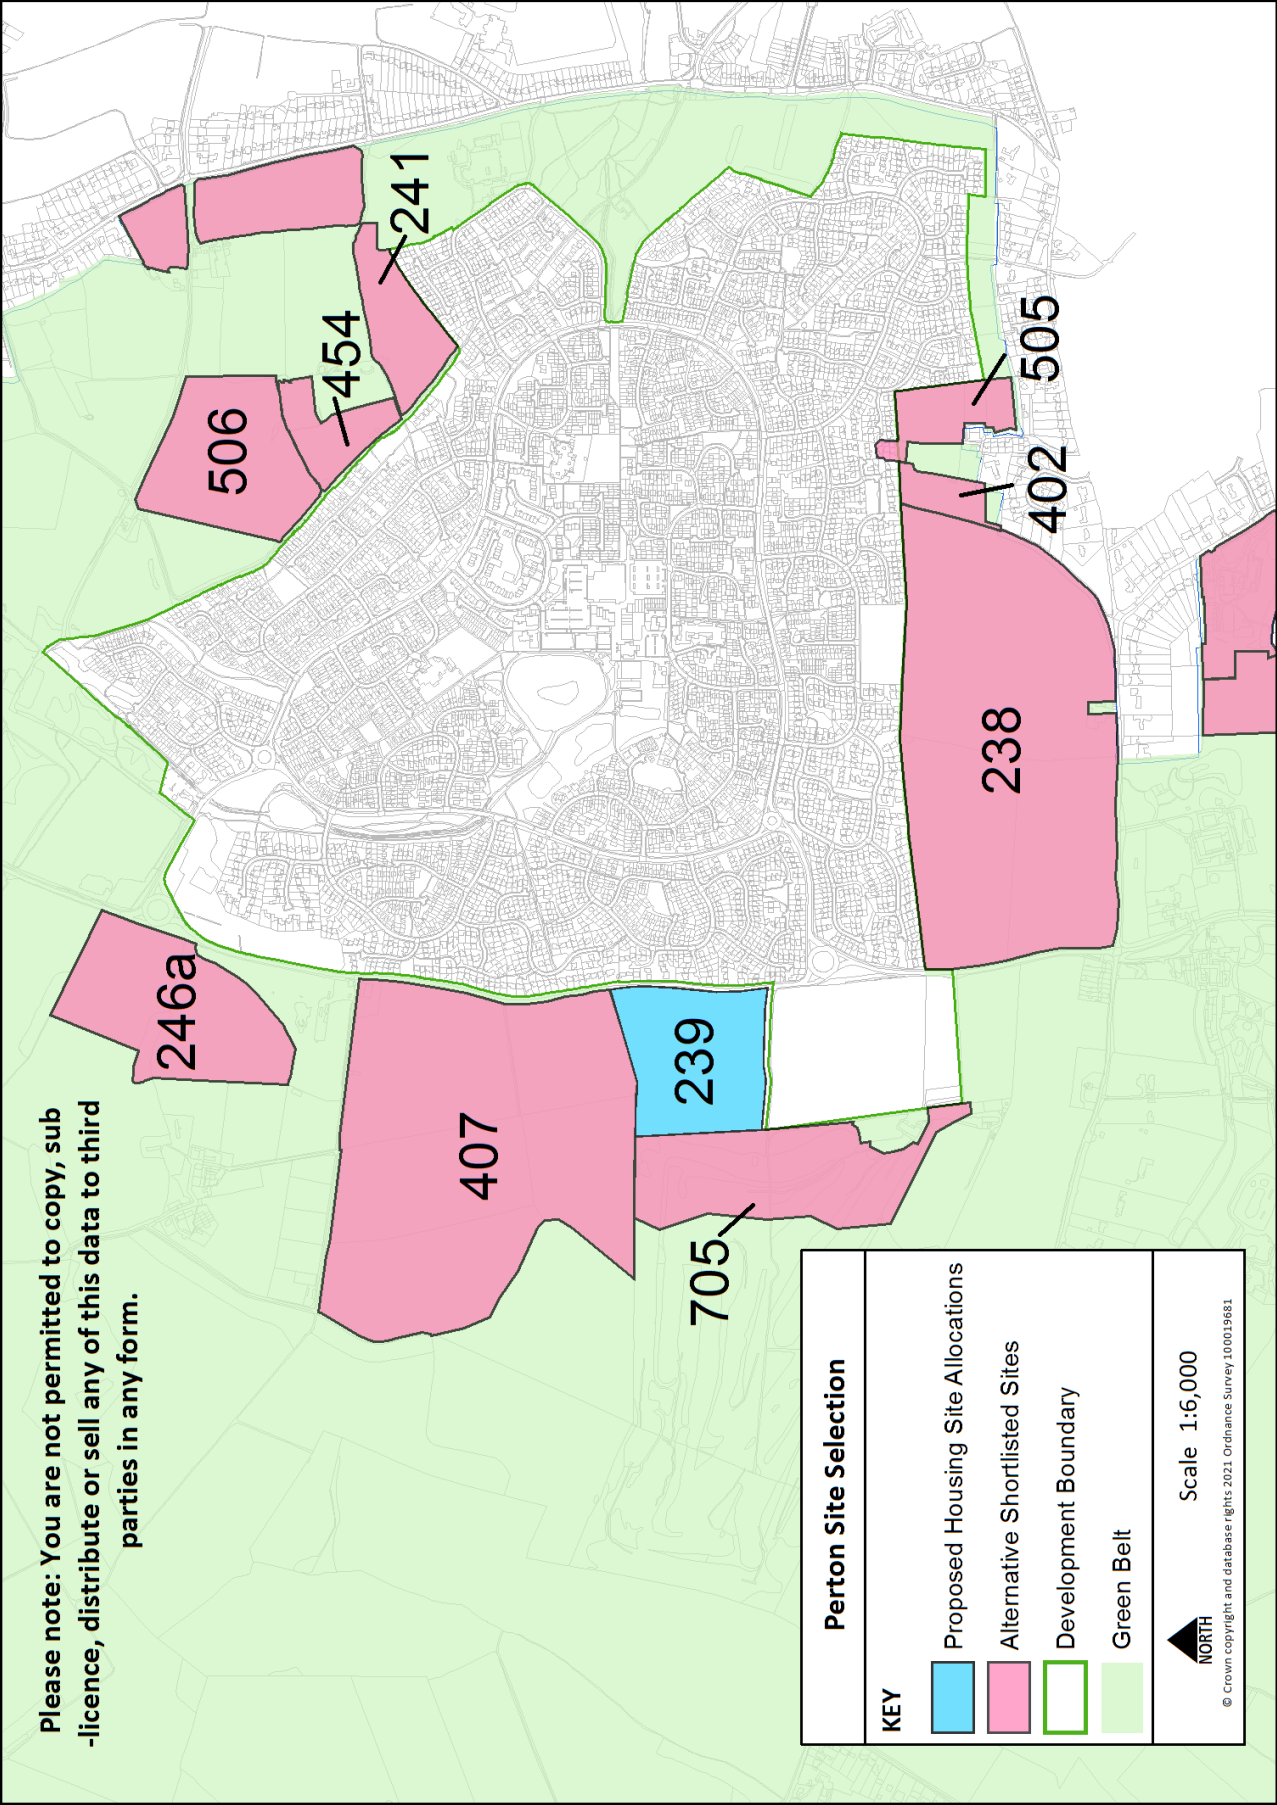 Please note: You are not permitted to copy, sub
-licence, distribute or sell any of this data to third
parties in any form.
246a
407
239
705
506
454
241
238
402
505
Perton Site Selection
KEY
Proposed Housing Site Allocations
Alternative Shortlisted Sites
Development Boundary
Green Belt
NORTH
Scale 1:6,000
© Crown copyright and database rights 2021 Ordnance Survey 100019681